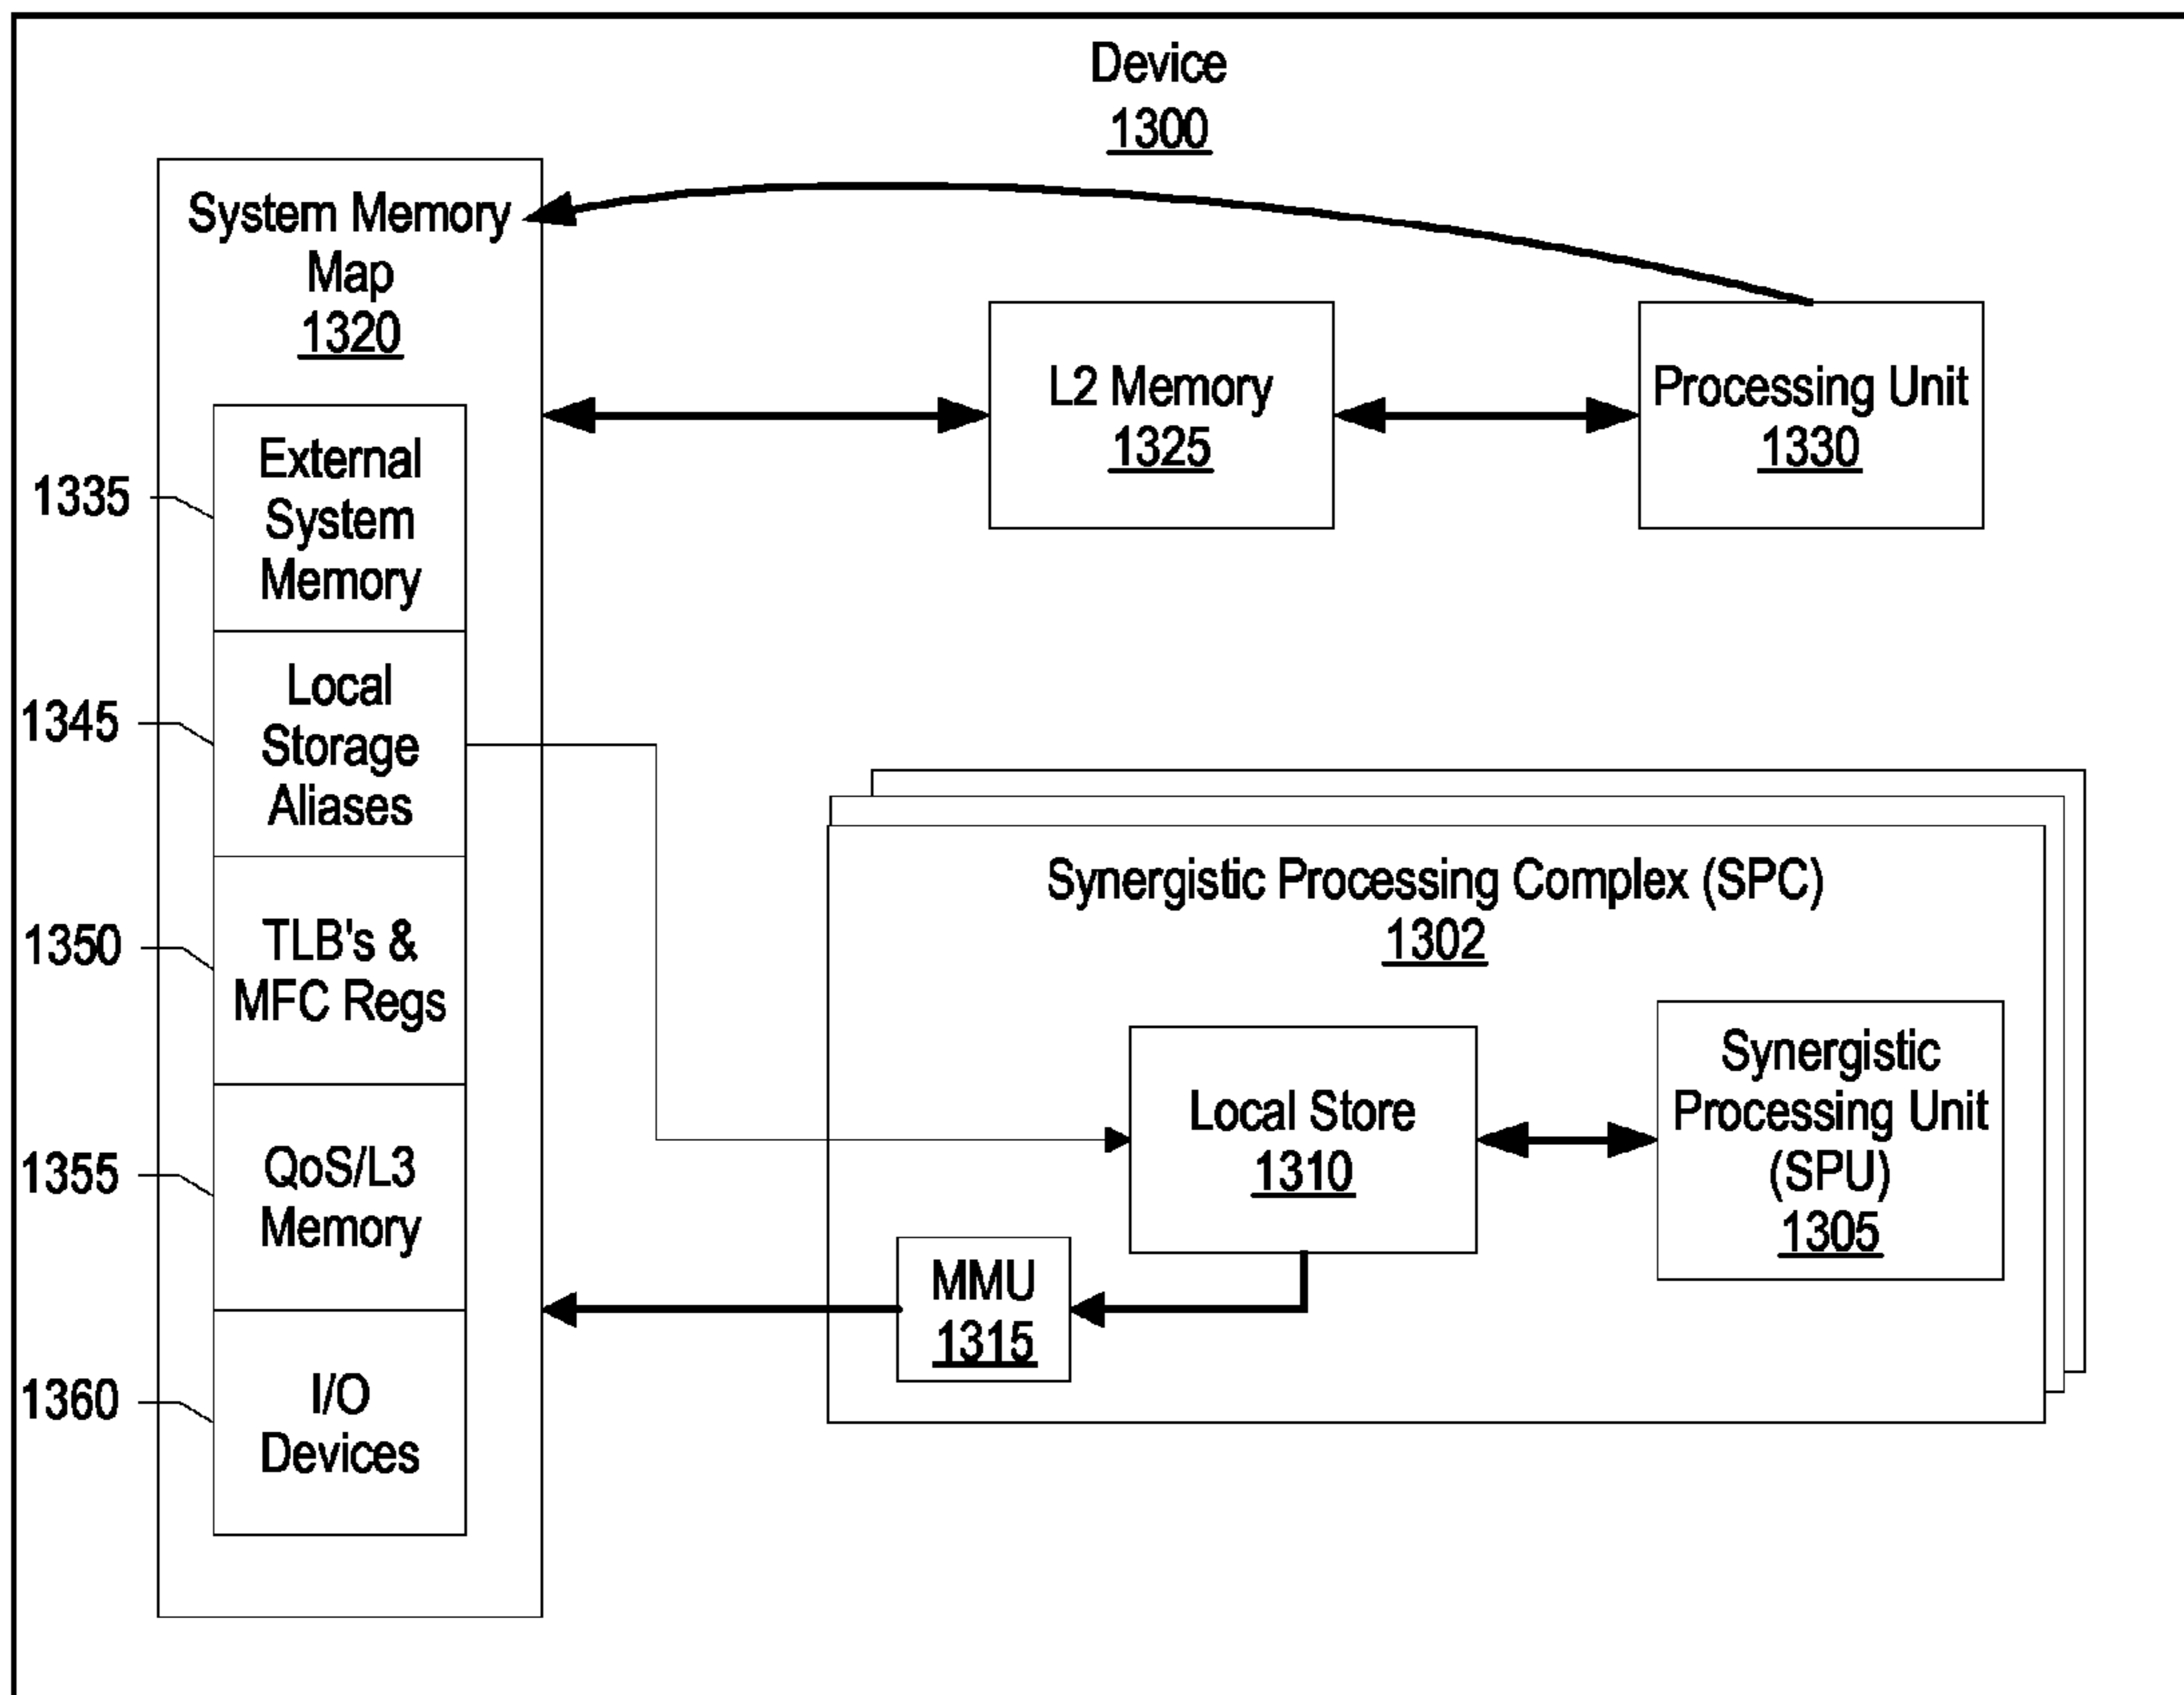 Device
1300
System Memory
Map
1320
L2 Memory
1325
Processing Unit
1330
1335
External
System
Memory
1345
Local
Storage
Aliases
1350
TLB's &
MFC Regs
1355
QoS/L3
Memory
1360
I/O
Devices
Synergistic Processing Complex (SPC)
1302
Local Store
1310
Synergistic
Processing Unit
(SPU)
1305
MMU
1315